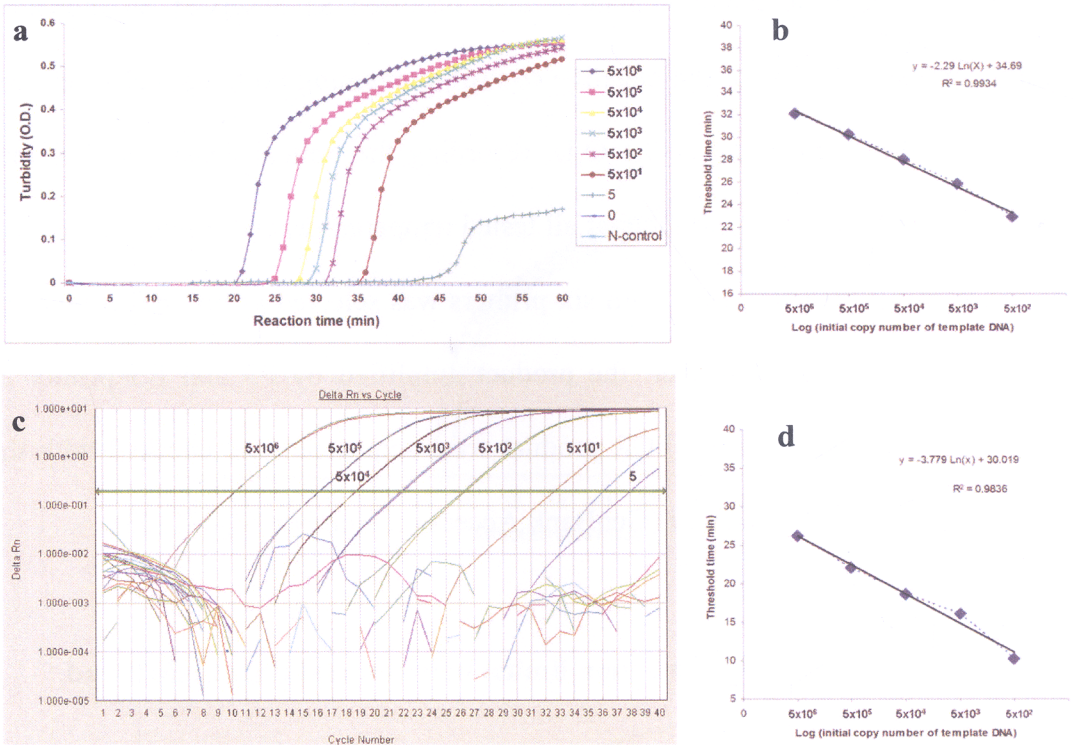 a
0.6
0.5
0.4
0.3
0.2
0.1
0
Turbidity (O.D.)
0 10 20 30 40 50 60
Reaction time (min)
5x10⁶
5x10⁵
5x10⁴
5x10³
5x10²
5x10¹
5
0
N-control
b
40
38
36
34
32
30
28
26
24
22
20
18
16
Threshold time (min)
y = -2.29 Ln(X) + 34.69
R² = 0.9934
0 5x10⁶ 5x10⁵ 5x10⁴ 5x10³ 5x10²
Log (initial copy number of template DNA)
c
Delta Rn vs Cycle
1.000e+001
1.000e+000
1.000e-001
1.000e-002
1.000e-003
1.000e-004
1.000e-005
Delta Rn
5x10⁶
5x10⁵
5x10⁴
5x10³
5x10²
5x10¹
5
1 2 3 4 5 6 7 8 9 10 11 12 13 14 15 16 17 18 19 20 21 22 23 24 25 26 27 28 29 30 31 32 33 34 35 36 37 38 39 40
Cycle Number
d
40
35
30
25
20
15
10
5
Threshold time (min)
y = -3.779 Ln(x) + 30.019
R² = 0.9836
0 5x10⁶ 5x10⁵ 5x10⁴ 5x10³ 5x10²
Log (initial copy number of template DNA)